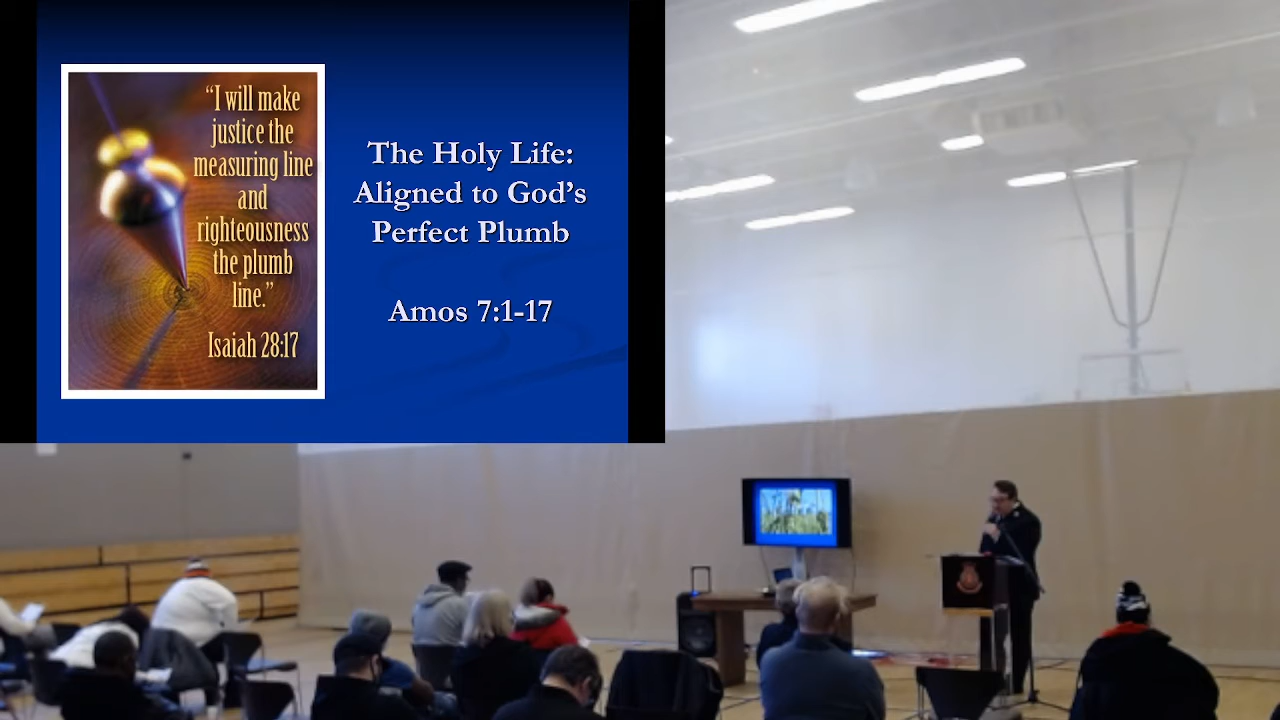 “I will make
justice the
measuring line
and
righteousness
the plumb
line.”
Isaiah 28:17
The Holy Life:
Aligned to God’s
Perfect Plumb
Amos 7:1-17